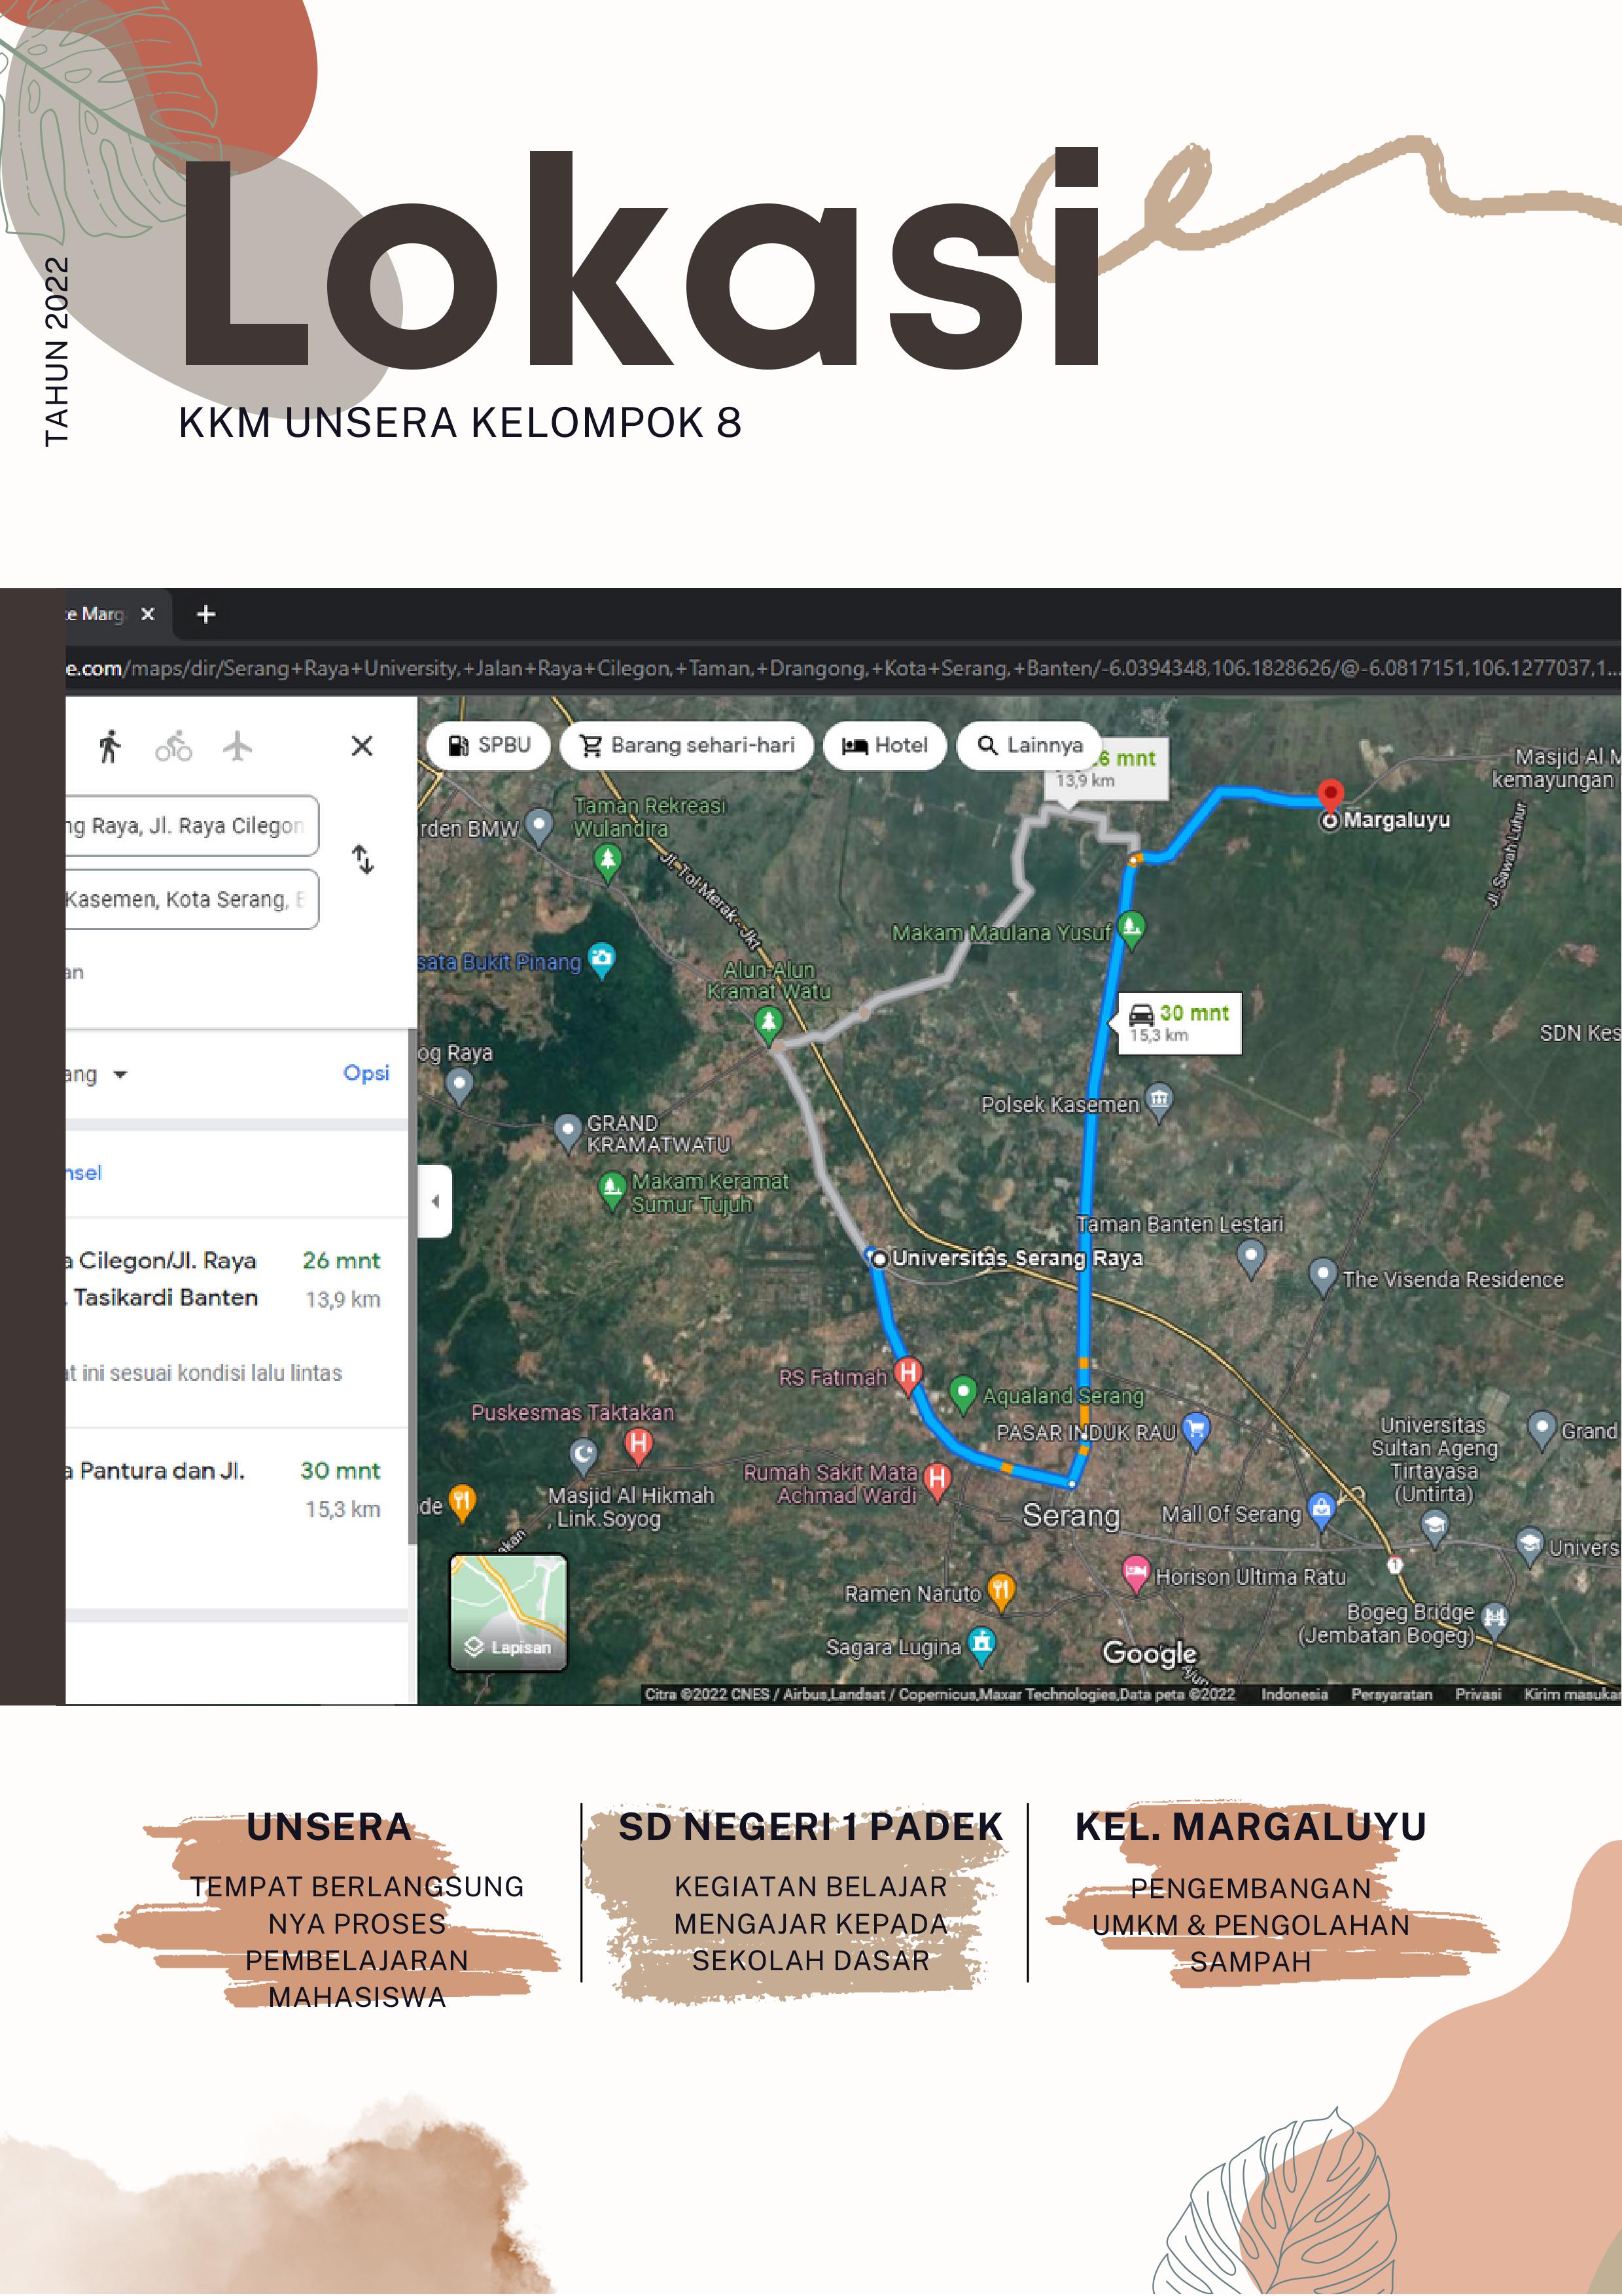 Lokasi
TAHUN 2022
KKM UNSERA KELOMPOK 8
te Marg
e.com/maps/dir/Serang+Raya+University,+Jalan+Raya+Cilegon,+Taman,+Drangong,+Kota+Serang,+Banten/-6.0394348,106.1828626/@-6.0817151,106.1277037,1...
ng Raya, Jl. Raya Cilegon
Kasemen, Kota Serang, B
an
ang
Opsi
nsel
a Cilegon/Jl. Raya 26 mnt
. Tasikardi Banten 13,9 km
at ini sesuai kondisi lalu lintas
a Pantura dan Jl. 30 mnt
15,3 km
SPBU
Barang sehari-hari
Hotel
Lainnya
6 mnt
13,9 km
Masjid Al M
kemayungan
Taman Rekreasi
Wulandira
rden BMW
Margaluyu
Jl. Tol Merak - Jkt
Jl. Sawah Luhur
Makam Maulana Yusuf
sata Bukit Pinang
Alun-Alun
Kramat Watu
30 mnt
15,3 km
SDN Kes
og Raya
Polsek Kasemen
GRAND
KRAMATWATU
Makam Keramat
Sumur Tujuh
Taman Banten Lestari
Universitas Serang Raya
The Visenda Residence
RS Fatimah
Aqualand Serang
Puskesmas Taktakan
PASAR INDUK RAU
Universitas
Sultan Ageng
Tirtayasa
(Untirta)
Grand
Rumah Sakit Mata
Achmad Wardi
Masjid Al Hikmah
, Link.Soyog
de
Serang
Mall Of Serang
Univers
akan
1
Ramen Naruto
Horison Ultima Ratu
Bogeg Bridge
(Jembatan Bogeg)
Sagara Lugina
Lapisan
Google
Citra ©2022 CNES / Airbus,Landsat / Copernicus,Maxar Technologies,Data peta ©2022 Indonesia Persyaratan Privasi Kirim masuka
UNSERA
TEMPAT BERLANGSUNG
NYA PROSES
PEMBELAJARAN
MAHASISWA
SD NEGERI 1 PADEK
KEGIATAN BELAJAR
MENGAJAR KEPADA
SEKOLAH DASAR
KEL. MARGALUYU
PENGEMBANGAN
UMKM & PENGOLAHAN
SAMPAH